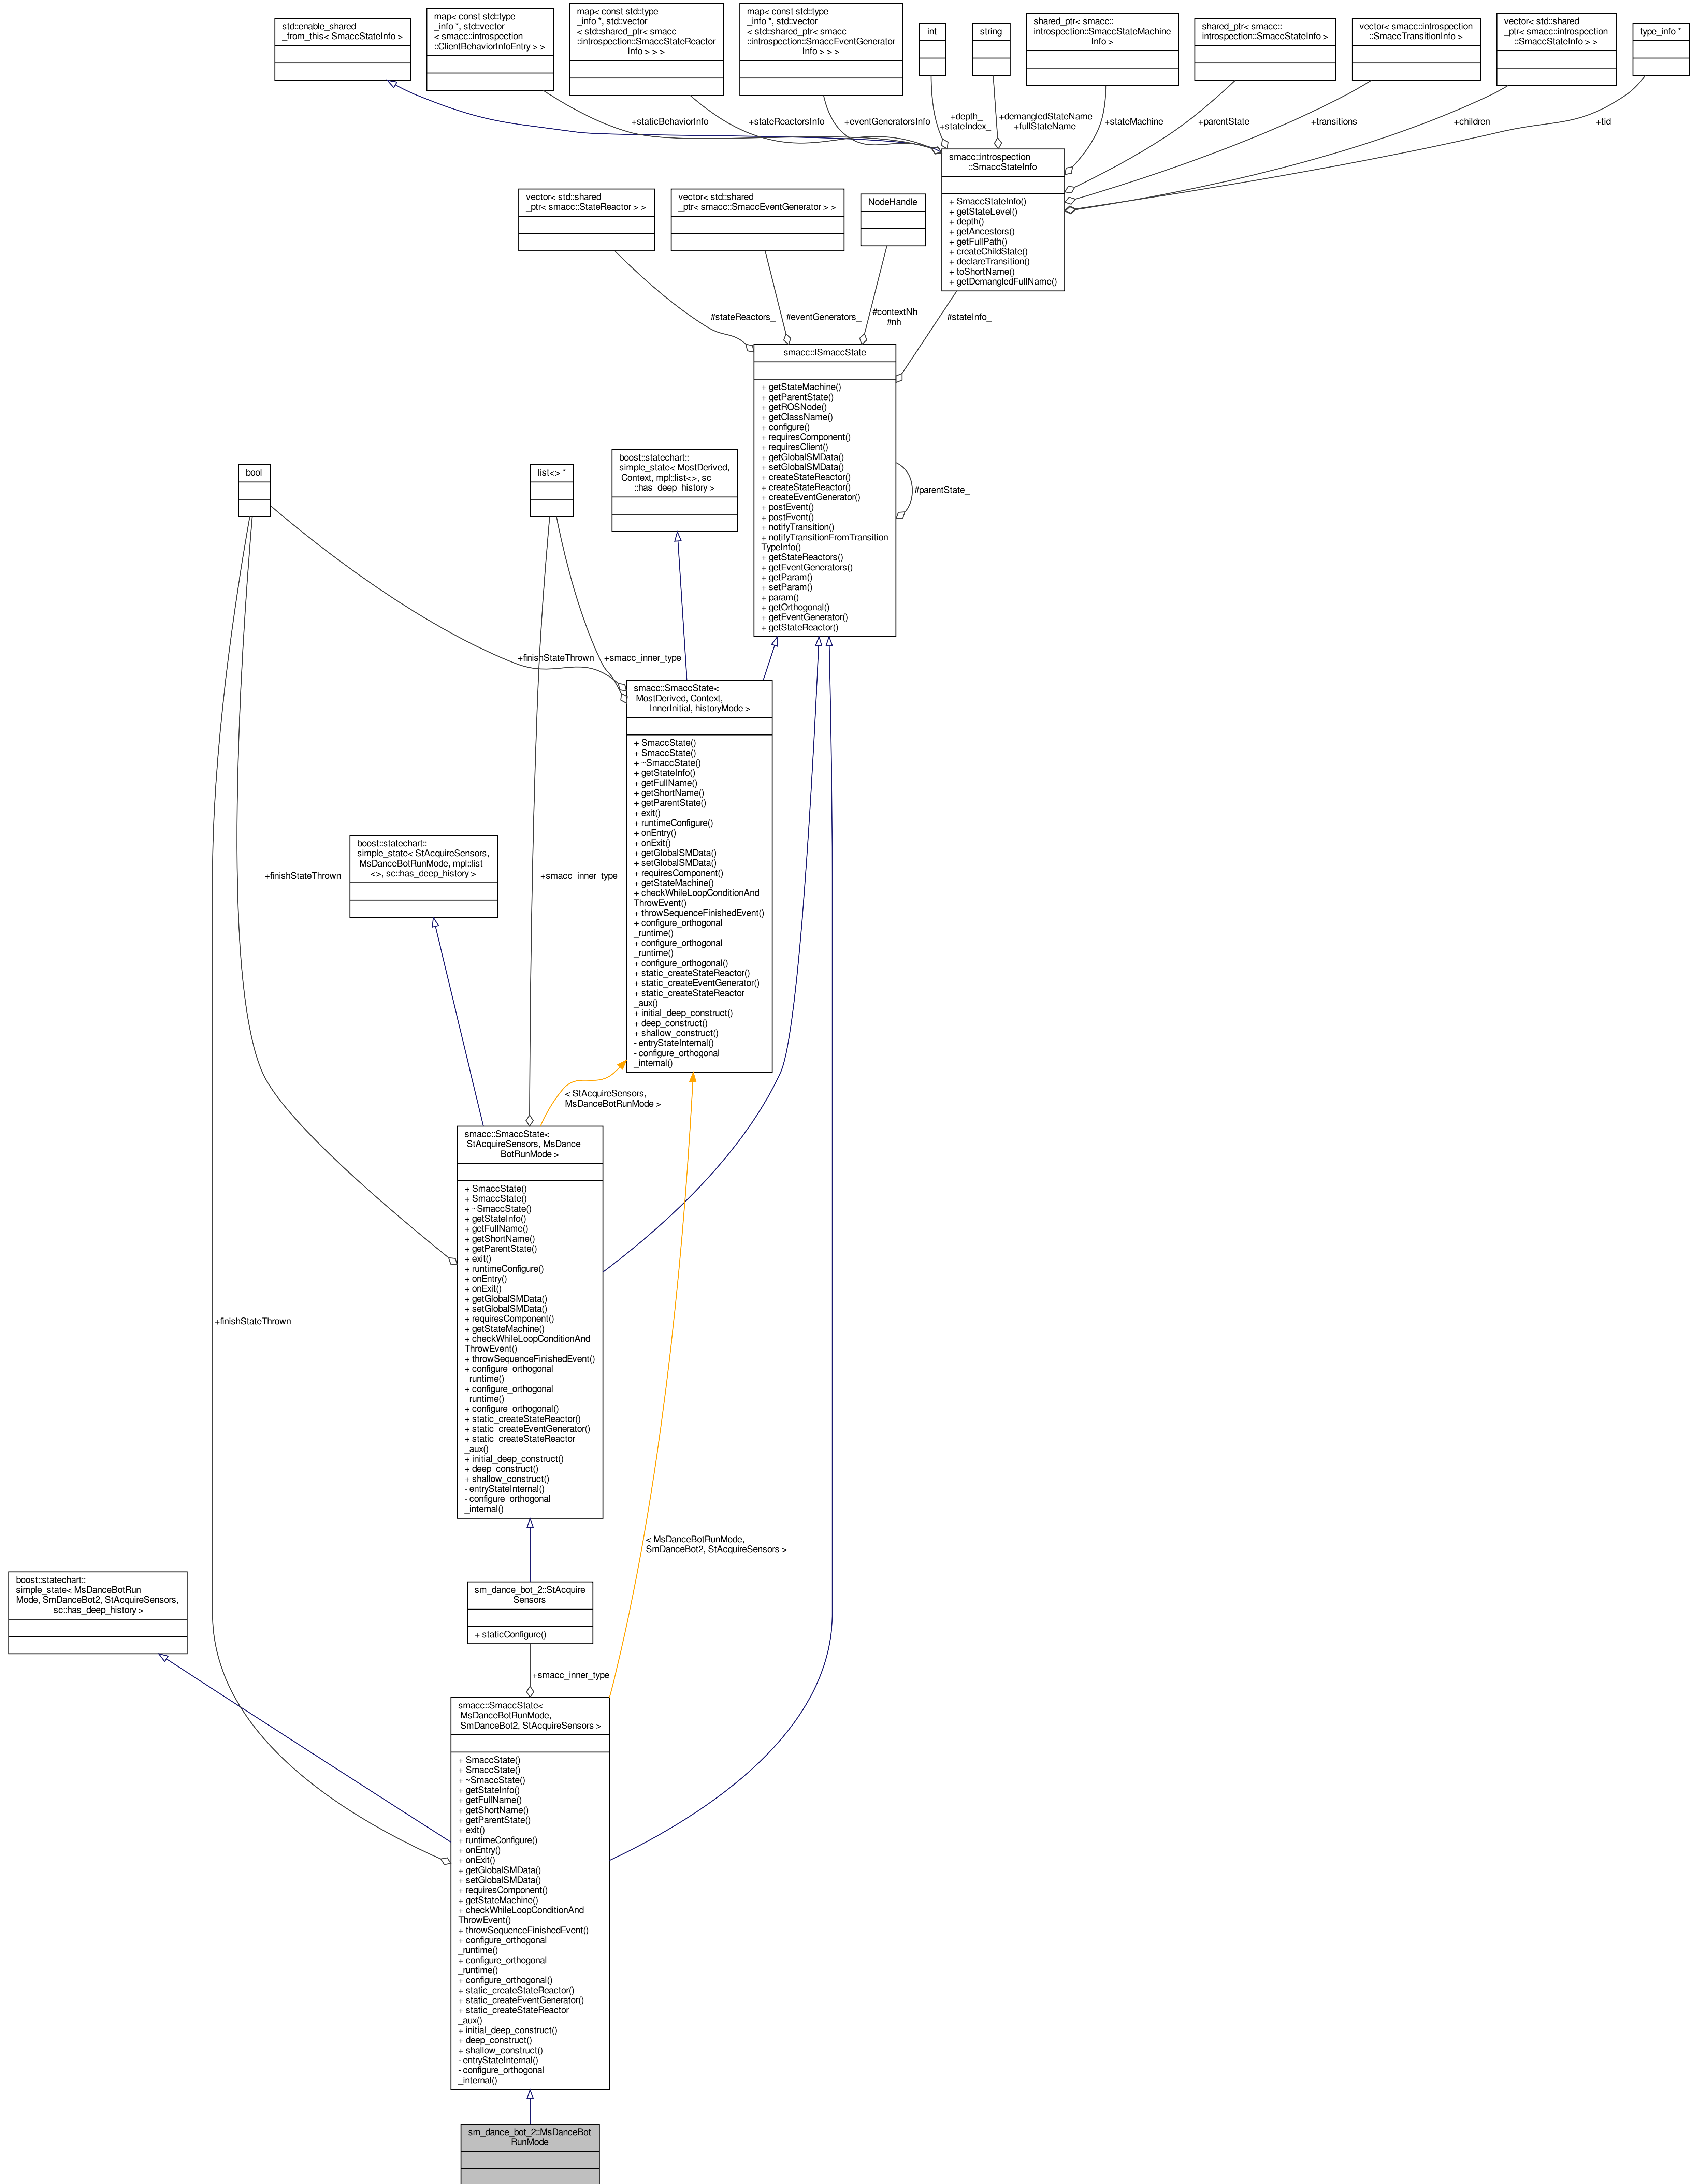 std::enable_shared
_from_this< SmaccStateInfo >
map< const std::type
_info *, std::vector
< smacc::introspection
::ClientBehaviorInfoEntry > >
map< const std::type
_info *, std::vector
< std::shared_ptr< smacc
::introspection::SmaccStateReactor
Info > > >
map< const std::type
_info *, std::vector
< std::shared_ptr< smacc
::introspection::SmaccEventGenerator
Info > > >
int
string
shared_ptr< smacc::
introspection::SmaccStateMachine
Info >
shared_ptr< smacc::
introspection::SmaccStateInfo >
vector< smacc::introspection
::SmaccTransitionInfo >
vector< std::shared
_ptr< smacc::introspection
::SmaccStateInfo > >
type_info *
+staticBehaviorInfo
+stateReactorsInfo
+eventGeneratorsInfo
+depth_
+stateIndex_
+demangledStateName
+fullStateName
+stateMachine_
+parentState_
+transitions_
+children_
+tid_
smacc::introspection
::SmaccStateInfo
+ SmaccStateInfo()
+ getStateLevel()
+ depth()
+ getAncestors()
+ getFullPath()
+ createChildState()
+ declareTransition()
+ toShortName()
+ getDemangledFullName()
vector< std::shared
_ptr< smacc::StateReactor > >
vector< std::shared
_ptr< smacc::SmaccEventGenerator > >
NodeHandle
#stateReactors_
#eventGenerators_
#contextNh
#nh
#stateInfo_
smacc::ISmaccState
+ getStateMachine()
+ getParentState()
+ getROSNode()
+ getClassName()
+ configure()
+ requiresComponent()
+ requiresClient()
+ getGlobalSMData()
+ setGlobalSMData()
+ createStateReactor()
+ createStateReactor()
+ createEventGenerator()
+ postEvent()
+ postEvent()
+ notifyTransition()
+ notifyTransitionFromTransition
TypeInfo()
+ getStateReactors()
+ getEventGenerators()
+ getParam()
+ setParam()
+ param()
+ getOrthogonal()
+ getEventGenerator()
+ getStateReactor()
#parentState_
bool
list<> *
boost::statechart::
simple_state< MostDerived,
Context, mpl::list<>, sc
::has_deep_history >
+finishStateThrown
+smacc_inner_type
smacc::SmaccState<
MostDerived, Context,
InnerInitial, historyMode >
+ SmaccState()
+ SmaccState()
+ ~SmaccState()
+ getStateInfo()
+ getFullName()
+ getShortName()
+ getParentState()
+ exit()
+ runtimeConfigure()
+ onEntry()
+ onExit()
+ getGlobalSMData()
+ setGlobalSMData()
+ requiresComponent()
+ getStateMachine()
+ checkWhileLoopConditionAnd
ThrowEvent()
+ throwSequenceFinishedEvent()
+ configure_orthogonal
_runtime()
+ configure_orthogonal
_runtime()
+ configure_orthogonal()
+ static_createStateReactor()
+ static_createEventGenerator()
+ static_createStateReactor
_aux()
+ initial_deep_construct()
+ deep_construct()
+ shallow_construct()
- entryStateInternal()
- configure_orthogonal
_internal()
boost::statechart::
simple_state< StAcquireSensors,
MsDanceBotRunMode, mpl::list
<>, sc::has_deep_history >
+finishStateThrown
+smacc_inner_type
< StAcquireSensors,
MsDanceBotRunMode >
smacc::SmaccState<
StAcquireSensors, MsDance
BotRunMode >
+ SmaccState()
+ SmaccState()
+ ~SmaccState()
+ getStateInfo()
+ getFullName()
+ getShortName()
+ getParentState()
+ exit()
+ runtimeConfigure()
+ onEntry()
+ onExit()
+ getGlobalSMData()
+ setGlobalSMData()
+ requiresComponent()
+ getStateMachine()
+ checkWhileLoopConditionAnd
ThrowEvent()
+ throwSequenceFinishedEvent()
+ configure_orthogonal
_runtime()
+ configure_orthogonal
_runtime()
+ configure_orthogonal()
+ static_createStateReactor()
+ static_createEventGenerator()
+ static_createStateReactor
_aux()
+ initial_deep_construct()
+ deep_construct()
+ shallow_construct()
- entryStateInternal()
- configure_orthogonal
_internal()
+finishStateThrown
< MsDanceBotRunMode,
SmDanceBot2, StAcquireSensors >
boost::statechart::
simple_state< MsDanceBotRun
Mode, SmDanceBot2, StAcquireSensors,
sc::has_deep_history >
sm_dance_bot_2::StAcquire
Sensors
+ staticConfigure()
+smacc_inner_type
smacc::SmaccState<
MsDanceBotRunMode,
SmDanceBot2, StAcquireSensors >
+ SmaccState()
+ SmaccState()
+ ~SmaccState()
+ getStateInfo()
+ getFullName()
+ getShortName()
+ getParentState()
+ exit()
+ runtimeConfigure()
+ onEntry()
+ onExit()
+ getGlobalSMData()
+ setGlobalSMData()
+ requiresComponent()
+ getStateMachine()
+ checkWhileLoopConditionAnd
ThrowEvent()
+ throwSequenceFinishedEvent()
+ configure_orthogonal
_runtime()
+ configure_orthogonal
_runtime()
+ configure_orthogonal()
+ static_createStateReactor()
+ static_createEventGenerator()
+ static_createStateReactor
_aux()
+ initial_deep_construct()
+ deep_construct()
+ shallow_construct()
- entryStateInternal()
- configure_orthogonal
_internal()
sm_dance_bot_2::MsDanceBot
RunMode